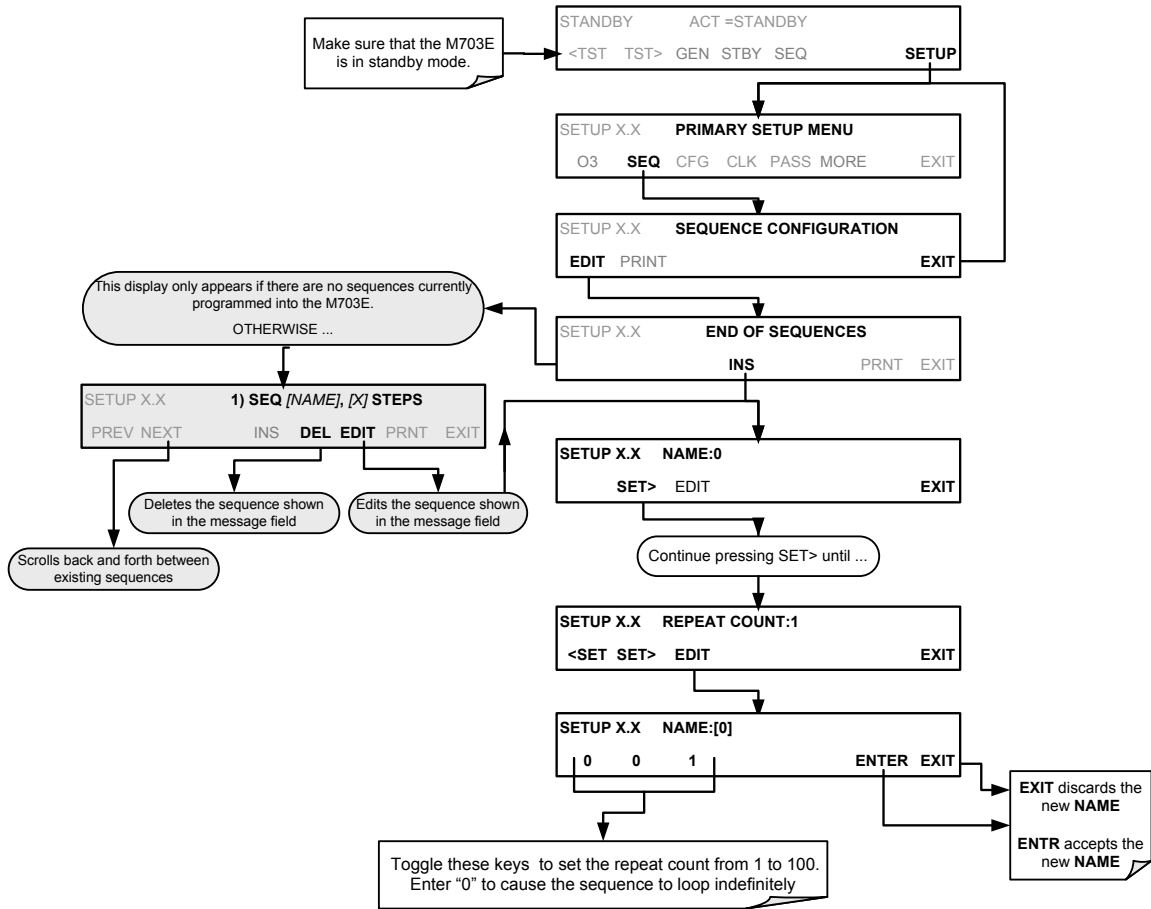 Make sure that the M703E
is in standby mode.
STANDBY ACT =STANDBY
<TST TST> GEN STBY SEQ SETUP
SETUP X.X PRIMARY SETUP MENU
O3 SEQ CFG CLK PASS MORE EXIT
SETUP X.X SEQUENCE CONFIGURATION
EDIT PRINT EXIT
This display only appears if there are no sequences currently
programmed into the M703E.
OTHERWISE ...
SETUP X.X END OF SEQUENCES
INS PRNT EXIT
SETUP X.X 1) SEQ [NAME], [X] STEPS
PREV NEXT INS DEL EDIT PRNT EXIT
Deletes the sequence shown
in the message field
Edits the sequence shown
in the message field
Scrolls back and forth between
existing sequences
SETUP X.X NAME:0
SET> EDIT EXIT
Continue pressing SET> until ...
SETUP X.X REPEAT COUNT:1
<SET SET> EDIT EXIT
SETUP X.X NAME:[0]
0 0 1 ENTER EXIT
EXIT discards the
new NAME
ENTR accepts the
new NAME
Toggle these keys to set the repeat count from 1 to 100.
Enter “0” to cause the sequence to loop indefinitely